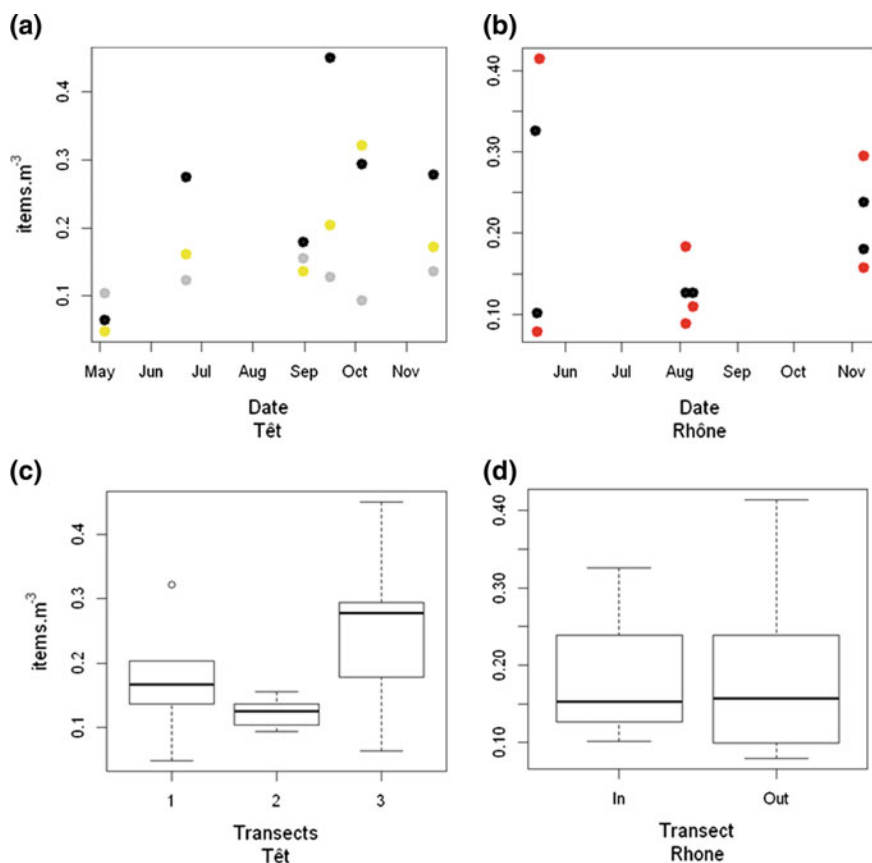 (a)
items.m-3
0.4
0.3
0.2
0.1
May Jun Jul Aug Sep Oct Nov
Date
Têt
(b)
0.40
0.30
0.20
0.10
Jun Jul Aug Sep Oct Nov
Date
Rhône
(c)
items.m-3
0.4
0.3
0.2
0.1
1 2 3
Transects
Têt
(d)
0.40
0.30
0.20
0.10
In Out
Transect
Rhone